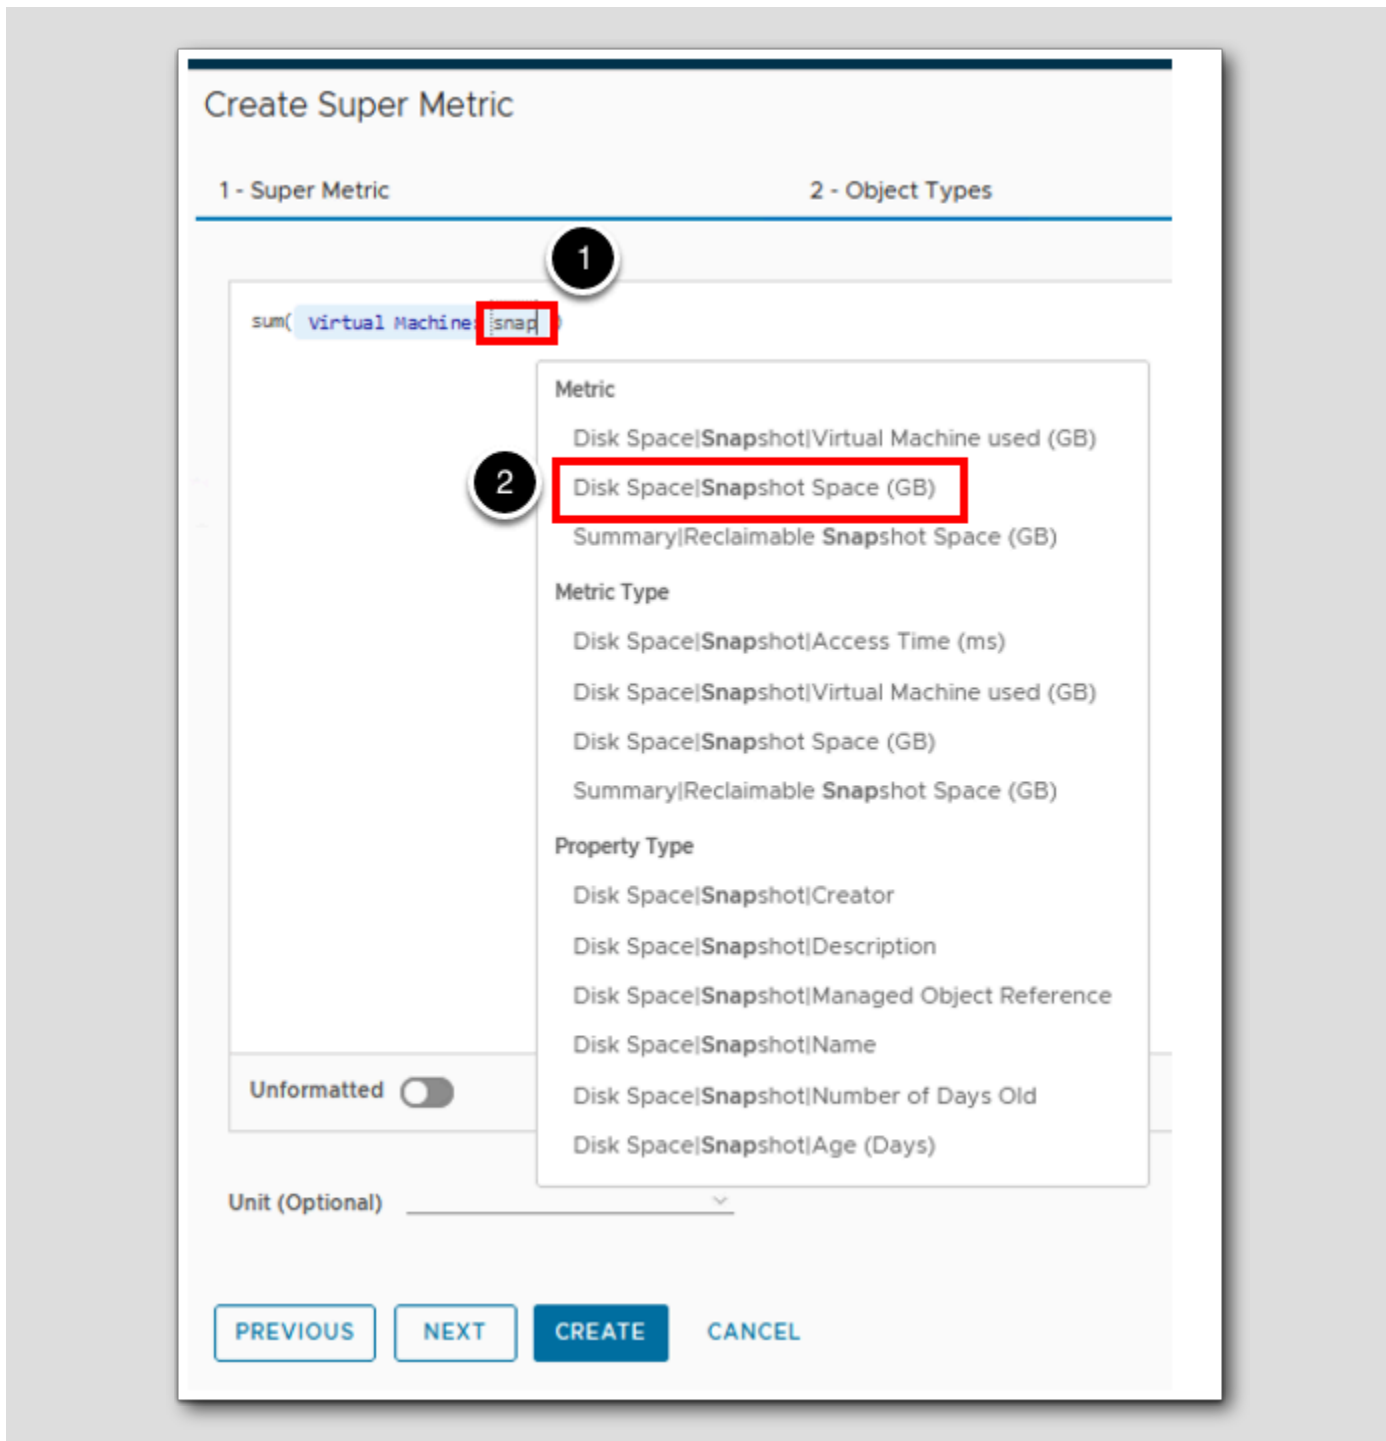 Create Super Metric
1 - Super Metric
2 - Object Types
1
sum( Virtual Machine: snap )
Metric
Disk Space|Snapshot|Virtual Machine used (GB)
2
Disk Space|Snapshot Space (GB)
Summary|Reclaimable Snapshot Space (GB)
Metric Type
Disk Space|Snapshot|Access Time (ms)
Disk Space|Snapshot|Virtual Machine used (GB)
Disk Space|Snapshot Space (GB)
Summary|Reclaimable Snapshot Space (GB)
Property Type
Disk Space|Snapshot|Creator
Disk Space|Snapshot|Description
Disk Space|Snapshot|Managed Object Reference
Disk Space|Snapshot|Name
Disk Space|Snapshot|Number of Days Old
Disk Space|Snapshot|Age (Days)
Unformatted
Unit (Optional)
PREVIOUS
NEXT
CREATE
CANCEL